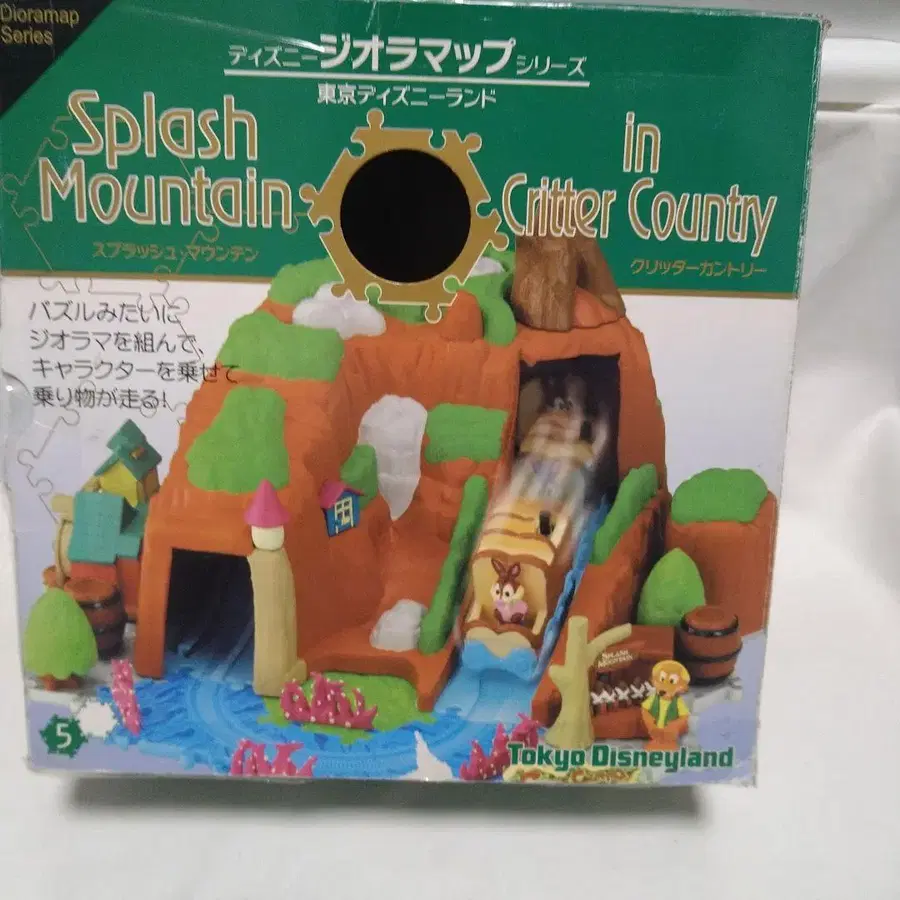 Dioramap
Series
ディズニージオラマップシリーズ
東京ディズニーランド
Splash
Mountain
スプラッシュ・マウンテン
in
Critter Country
クリッターカントリー
パズルみたいに
ジオラマを組んで、
キャラクターを乗せて
乗り物が走る!
SPLASH
MOUNTAIN
5
Tokyo Disneyland